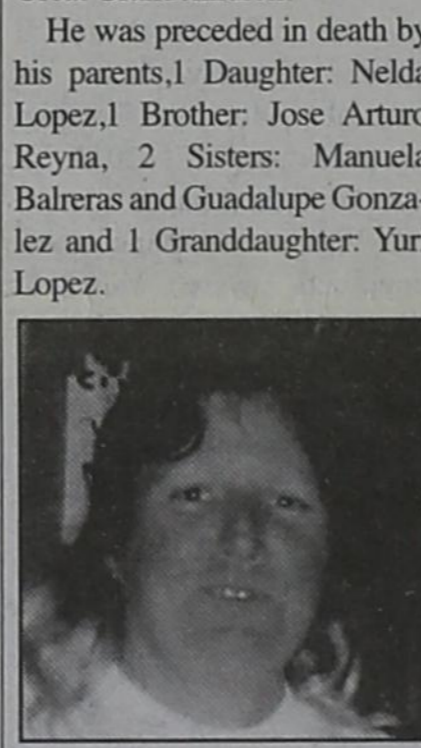 He was preceded in death by
his parents,1 Daughter: Nelda
Lopez,1 Brother: Jose Arturo
Reyna, 2 Sisters: Manuela
Balreras and Guadalupe Gonza-
lez and 1 Granddaughter: Yuri
Lopez.